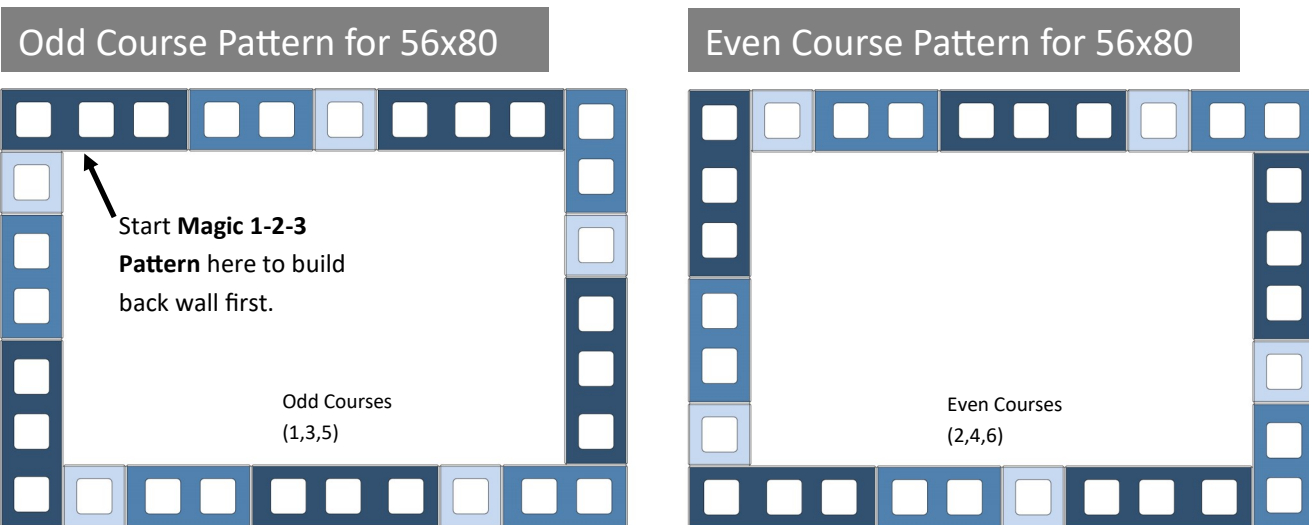 Odd Course Pattern for 56x80
Even Course Pattern for 56x80
Start Magic 1-2-3
Pattern here to build
back wall first.
Odd Courses
(1,3,5)
Even Courses
(2,4,6)